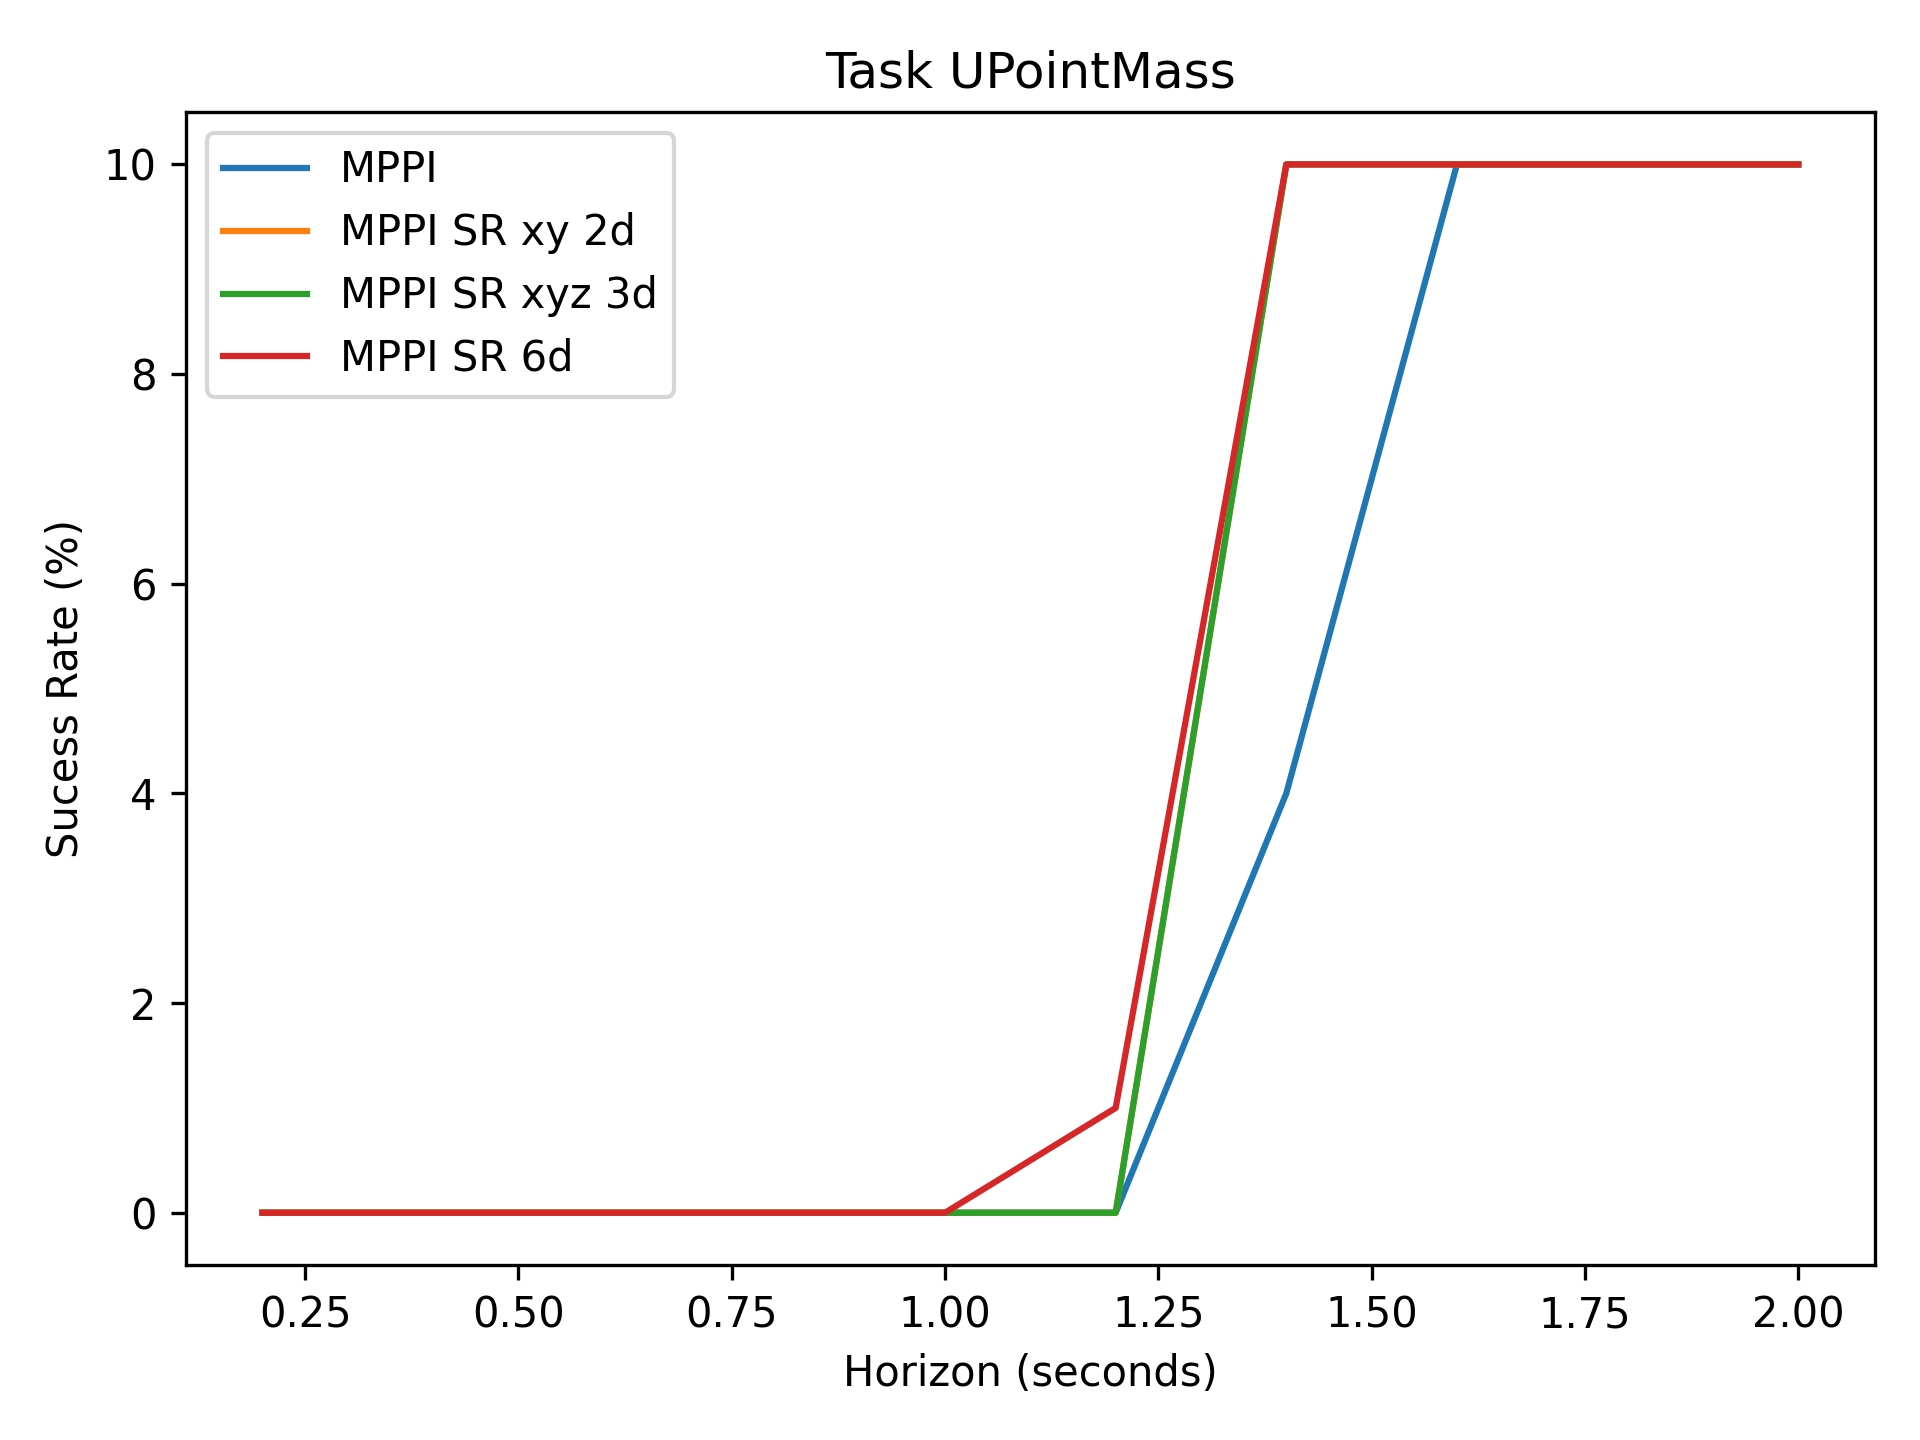 Task UPointMass
MPPI
MPPI SR xy 2d
MPPI SR xyz 3d
MPPI SR 6d
Sucess Rate (%)
10
8
6
4
2
0
0.25 0.50 0.75 1.00 1.25 1.50 1.75 2.00
Horizon (seconds)